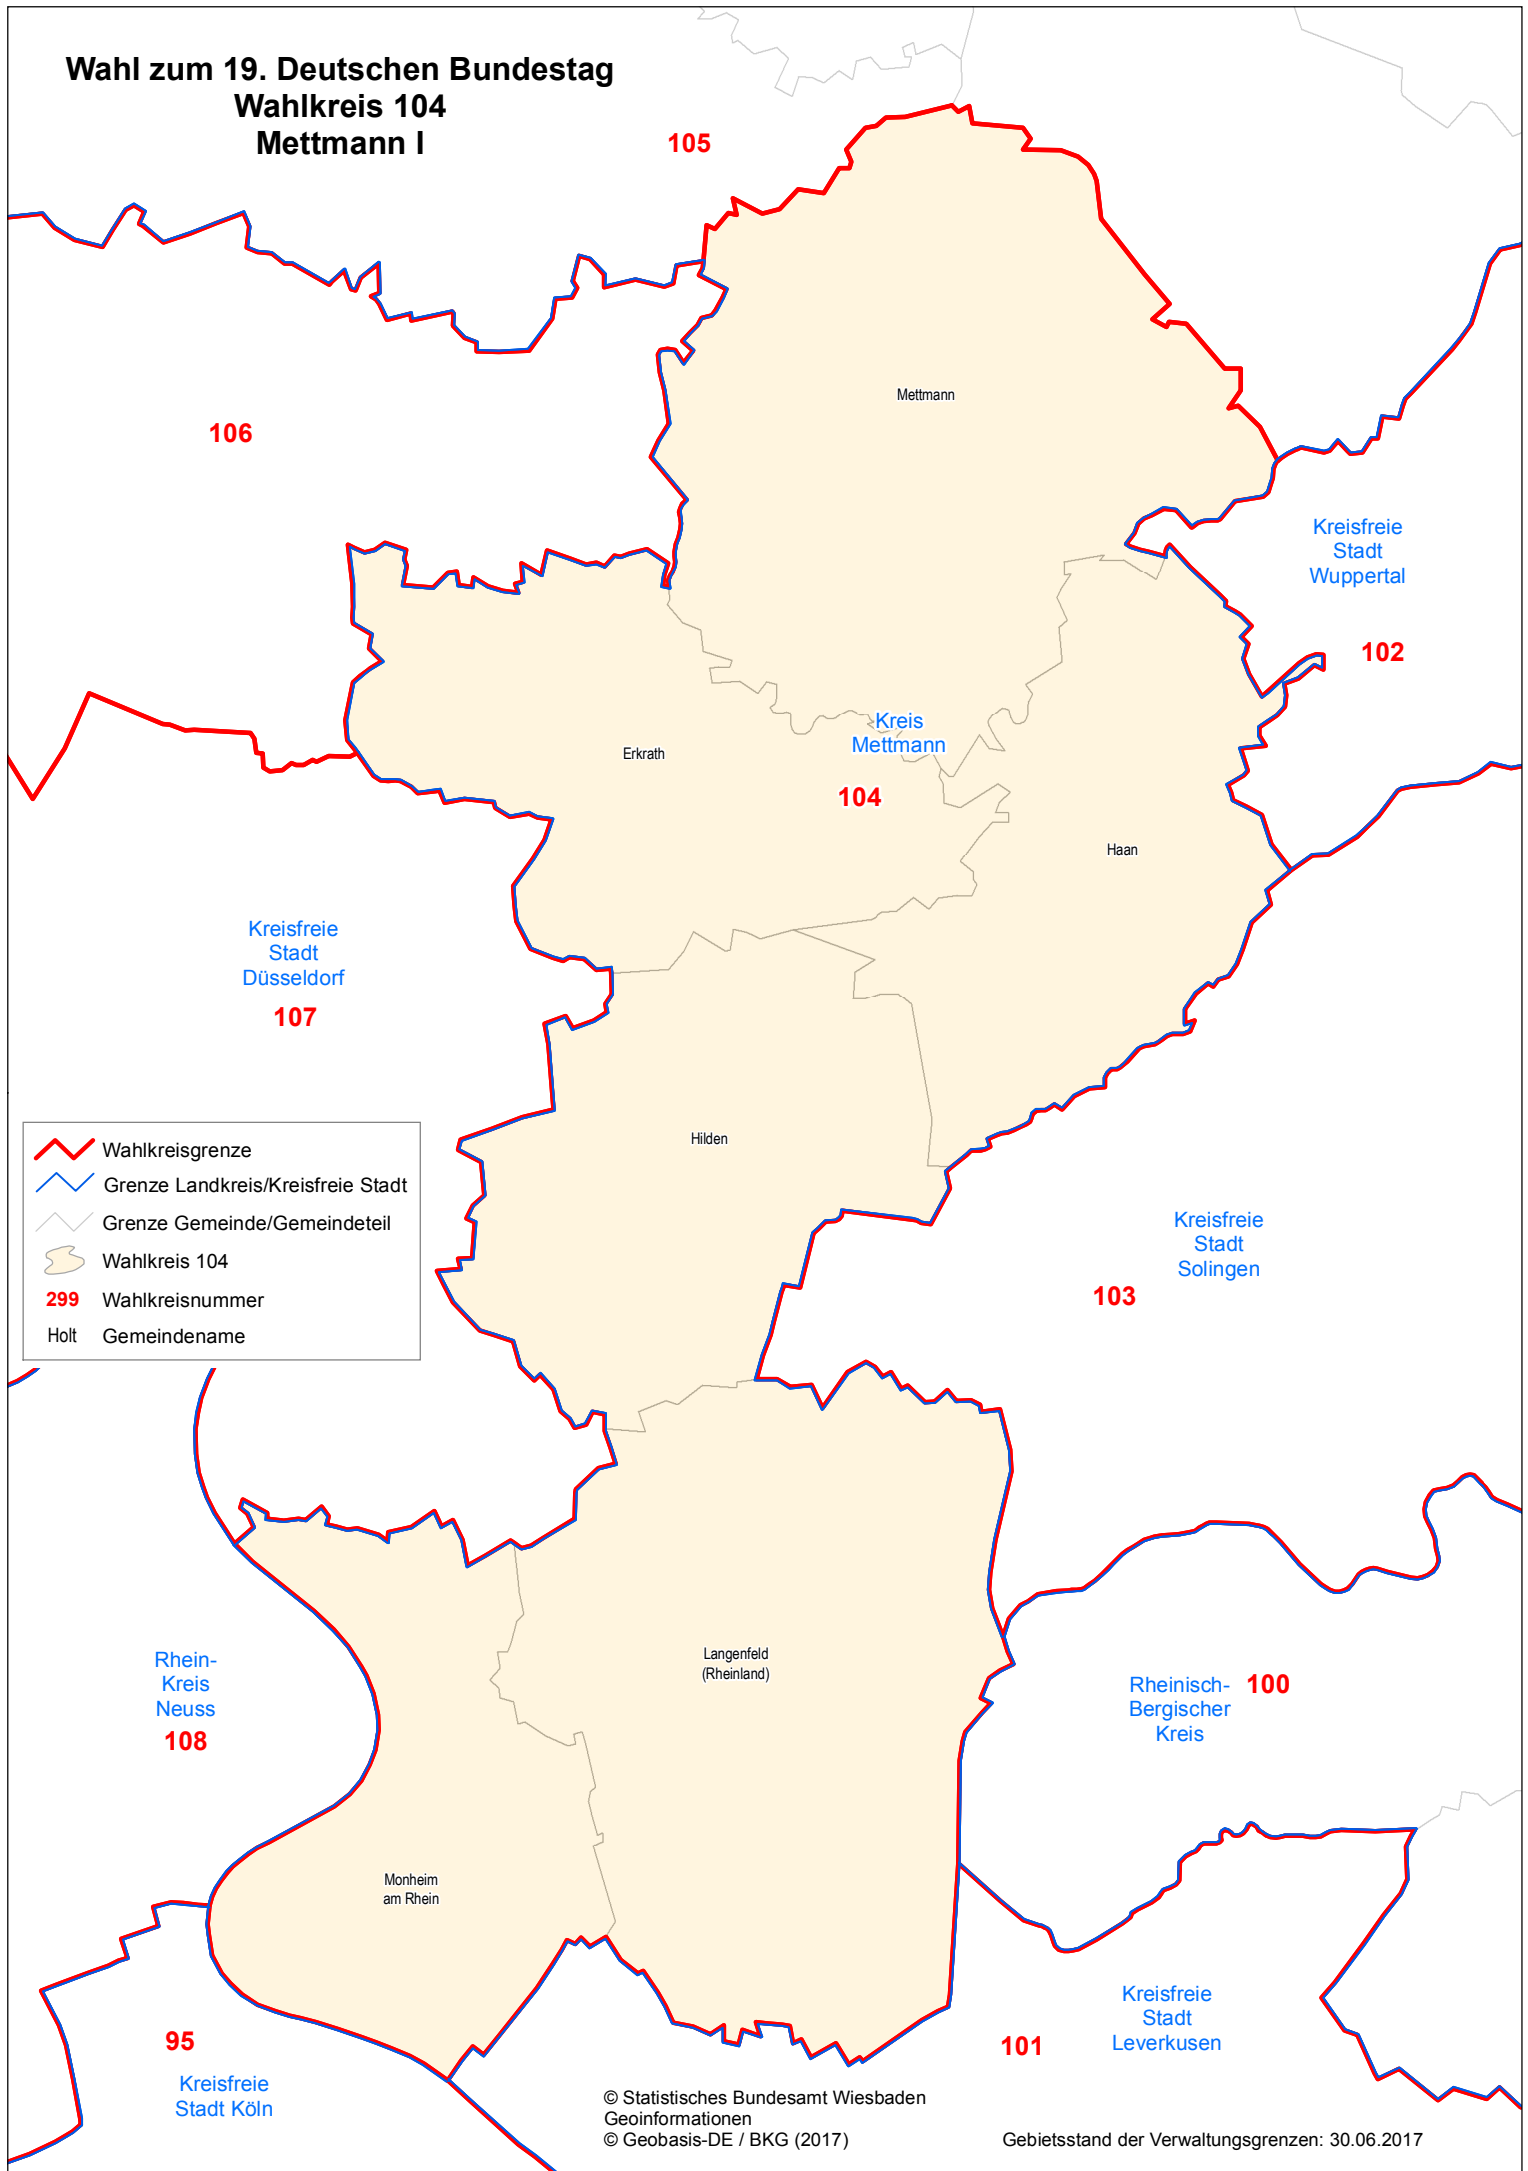 Wahl zum 19. Deutschen Bundestag
Wahlkreis 104
Mettmann I
105
Mettmann
106
Kreisfreie
Stadt
Wuppertal
102
Kreis
Mettmann
Erkrath
104
Haan
Kreisfreie
Stadt
Düsseldorf
107
Hilden
Wahlkreisgrenze
Grenze Landkreis/Kreisfreie Stadt
Grenze Gemeinde/Gemeindeteil
Wahlkreis 104
299 Wahlkreisnummer
Holt Gemeindename
Kreisfreie
Stadt
Solingen
103
Rhein-
Kreis
Neuss
108
Langenfeld
(Rheinland)
Rheinisch-
Bergischer
Kreis
100
Monheim
am Rhein
95
Kreisfreie
Stadt Köln
101
Kreisfreie
Stadt
Leverkusen
© Statistisches Bundesamt Wiesbaden
Geoinformationen
© Geobasis-DE / BKG (2017)
Gebietsstand der Verwaltungsgrenzen: 30.06.2017